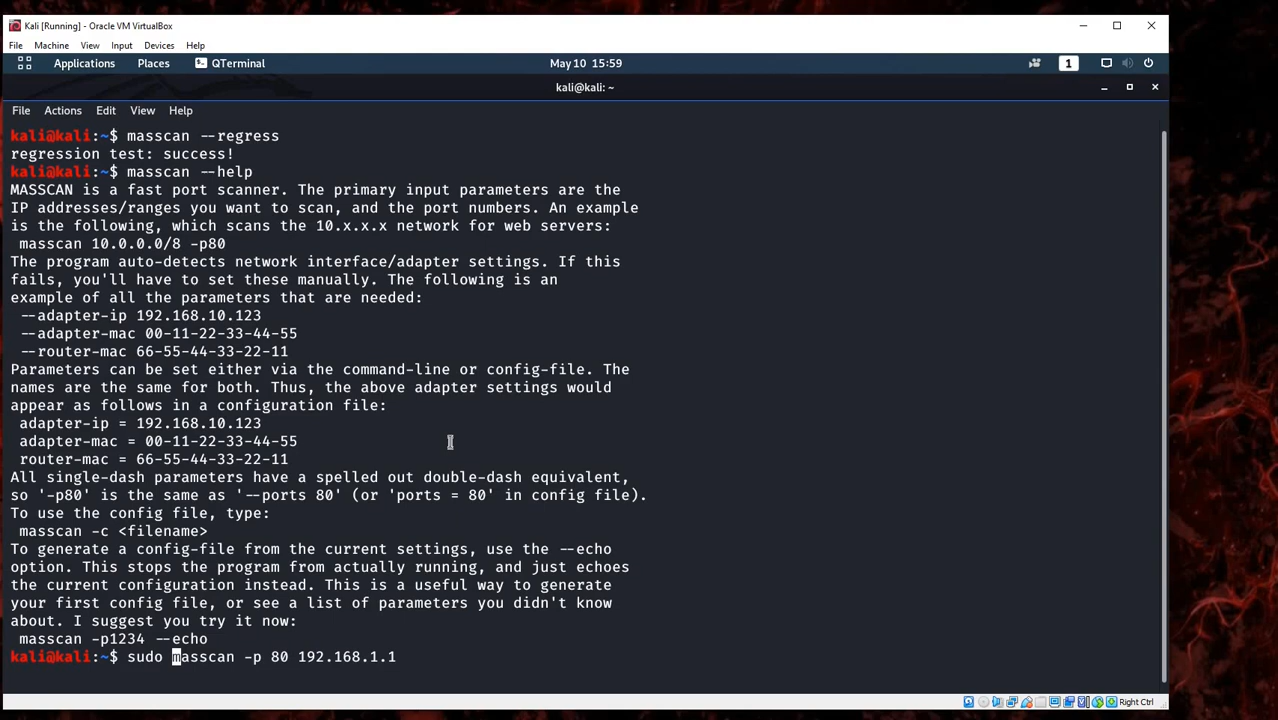 Kali [Running] - Oracle VM VirtualBox
File Machine View Input Devices Help
Applications Places QTerminal May 10 15:59 1
kali@kali: ~
File Actions Edit View Help
kali@kali:~$ masscan --regress
regression test: success!
kali@kali:~$ masscan --help
MASSCAN is a fast port scanner. The primary input parameters are the
IP addresses/ranges you want to scan, and the port numbers. An example
is the following, which scans the 10.x.x.x network for web servers:
masscan 10.0.0.0/8 -p80
The program auto-detects network interface/adapter settings. If this
fails, you'll have to set these manually. The following is an
example of all the parameters that are needed:
--adapter-ip 192.168.10.123
--adapter-mac 00-11-22-33-44-55
--router-mac 66-55-44-33-22-11
Parameters can be set either via the command-line or config-file. The
names are the same for both. Thus, the above adapter settings would
appear as follows in a configuration file:
adapter-ip = 192.168.10.123
adapter-mac = 00-11-22-33-44-55
router-mac = 66-55-44-33-22-11
All single-dash parameters have a spelled out double-dash equivalent,
so '-p80' is the same as '--ports 80' (or 'ports = 80' in config file).
To use the config file, type:
masscan -c <filename>
To generate a config-file from the current settings, use the --echo
option. This stops the program from actually running, and just echoes
the current configuration instead. This is a useful way to generate
your first config file, or see a list of parameters you didn't know
about. I suggest you try it now:
masscan -p1234 --echo
kali@kali:~$ sudo masscan -p 80 192.168.1.1
Right Ctrl